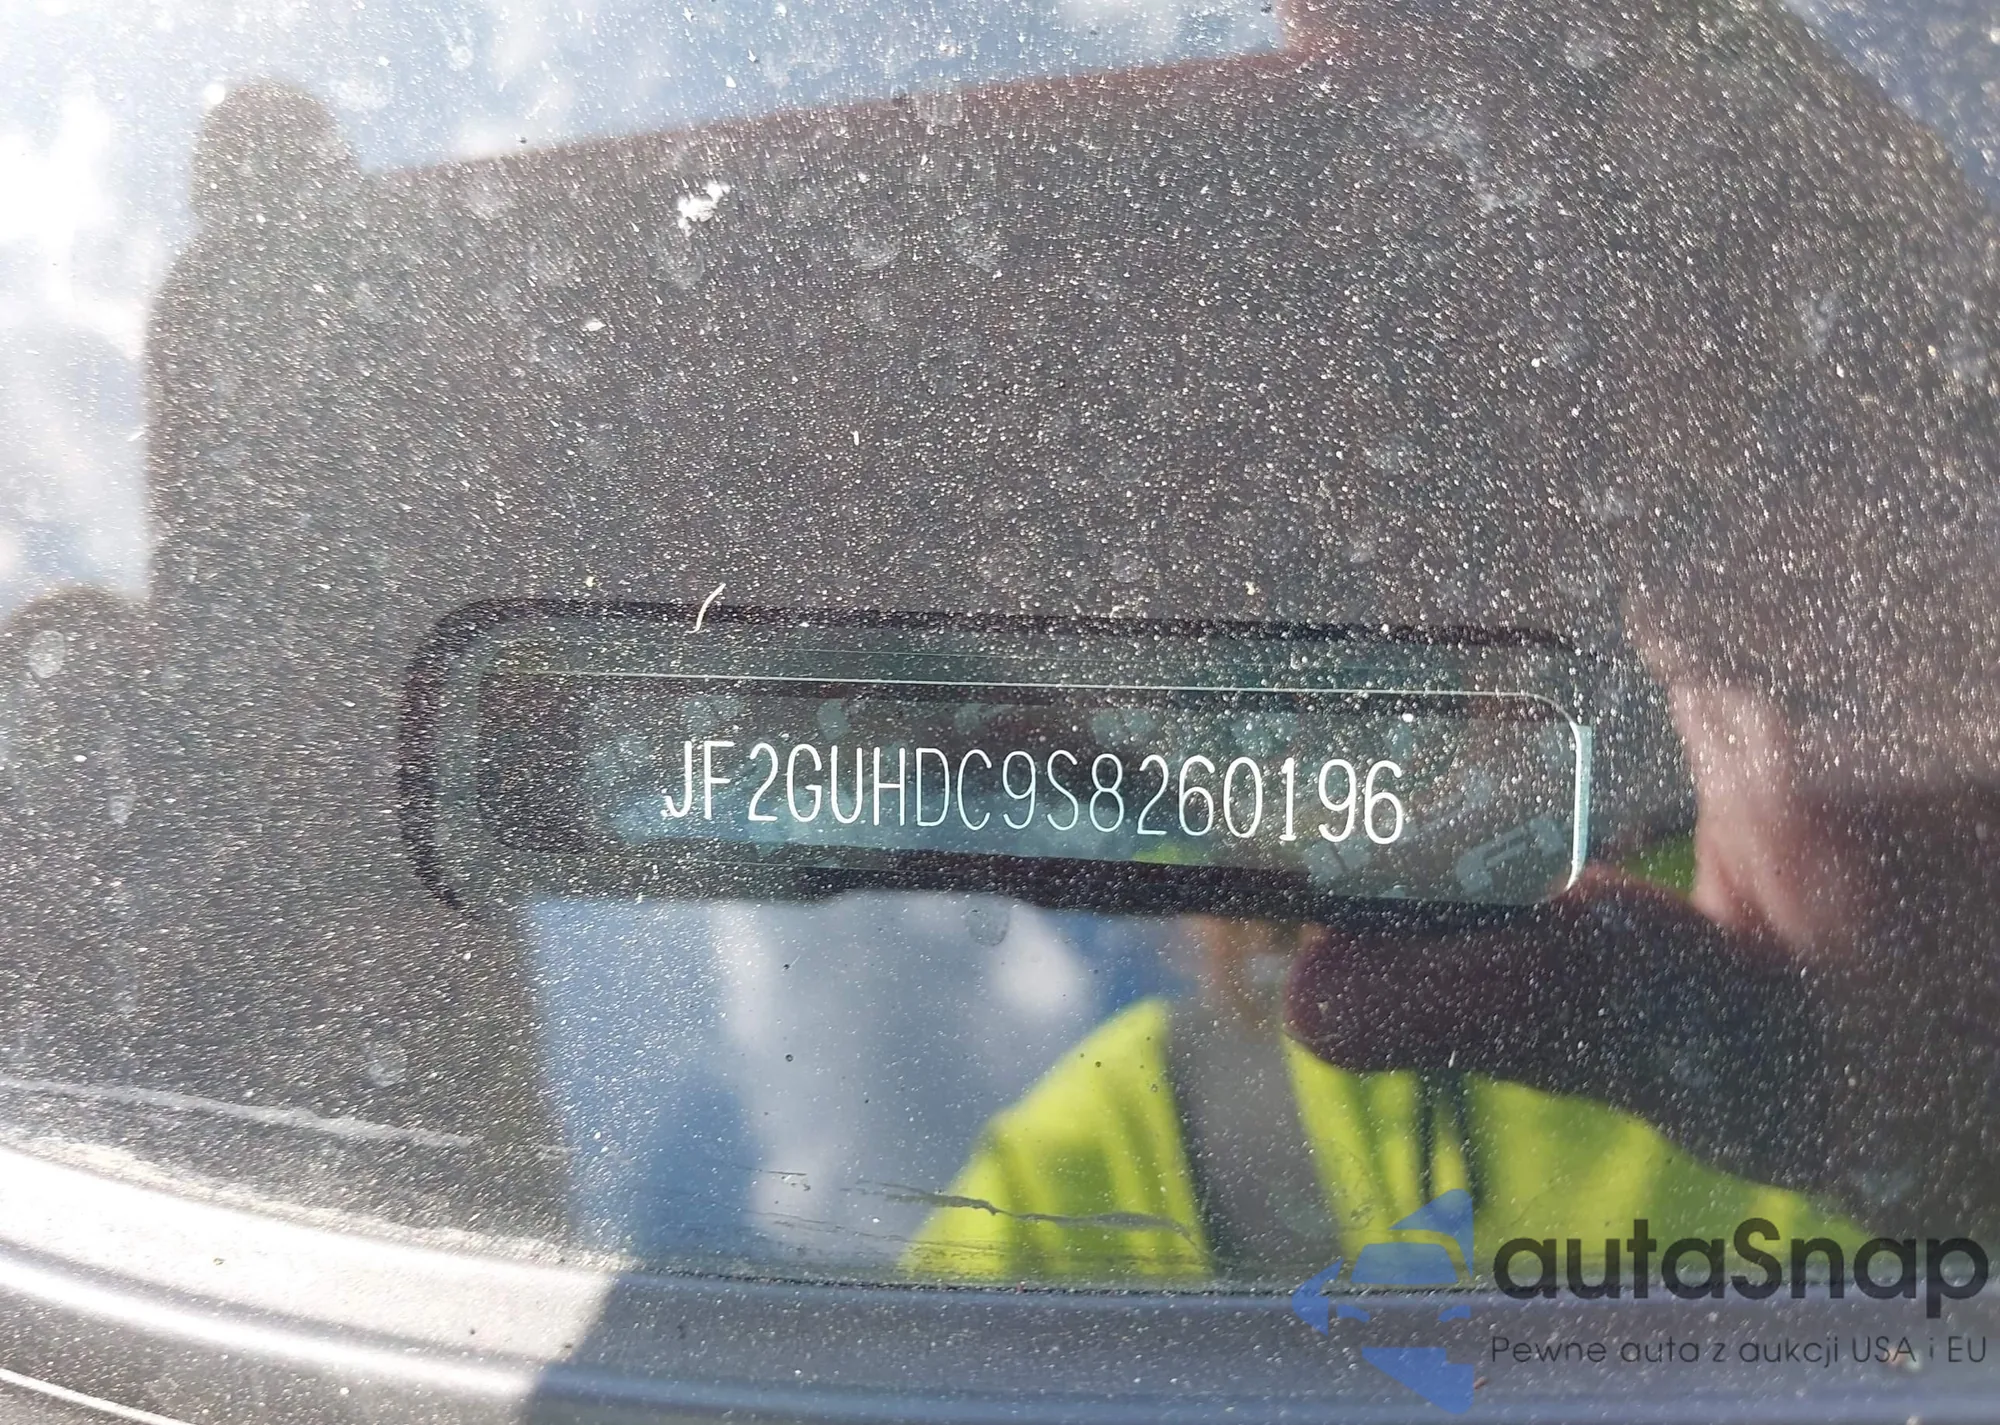 JF2GUHDC9S8260196
autaSnap
Pewne auta z aukcji USA i EU